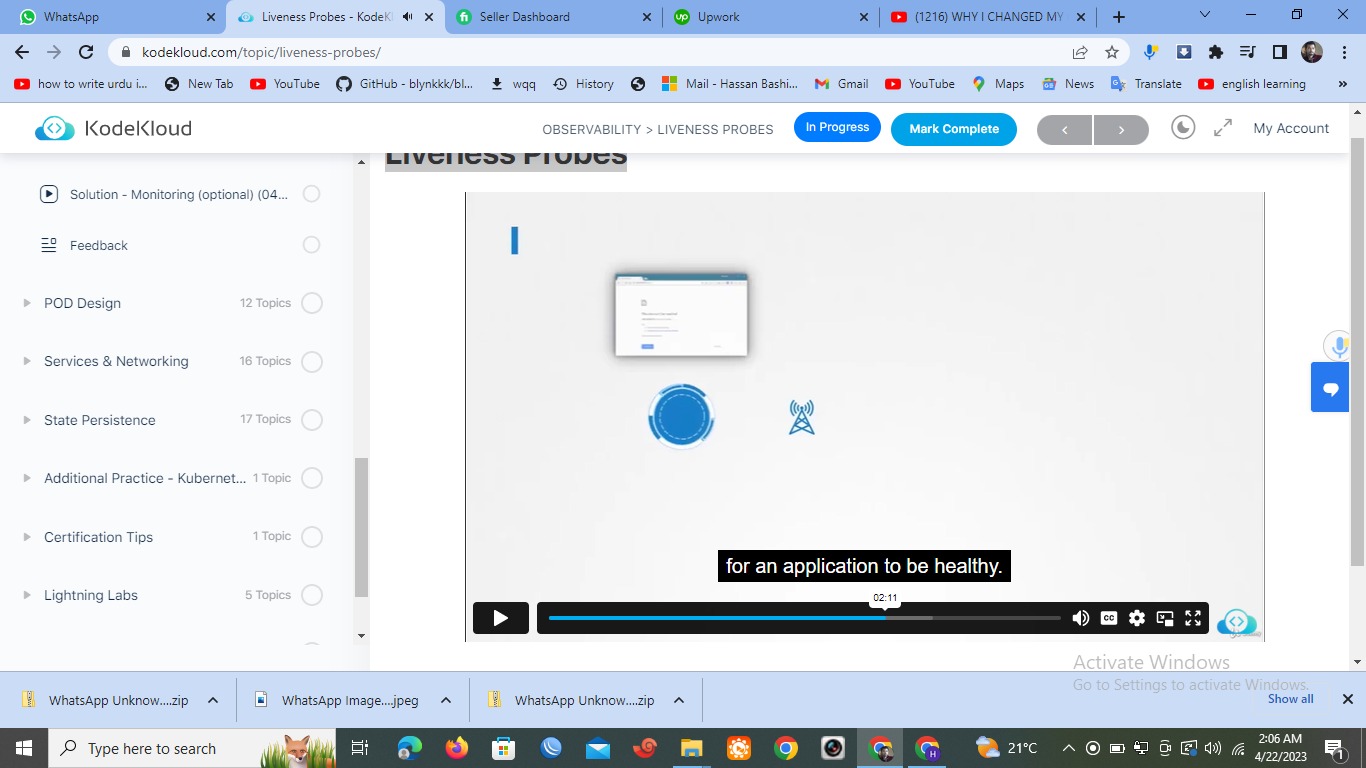 WhatsApp
Liveness Probes - KodeKl
Seller Dashboard
Upwork
(1216) WHY I CHANGED MY
kodekloud.com/topic/liveness-probes/
how to write urdu i...
New Tab
YouTube
GitHub - blynkkk/bl...
wqq
History
Mail - Hassan Bashi...
Gmail
YouTube
Maps
News
Translate
english learning
KodeKloud
OBSERVABILITY > LIVENESS PROBES
In Progress
Mark Complete
My Account
Liveness Probes
Solution - Monitoring (optional) (04...
Feedback
POD Design 12 Topics
Services & Networking 16 Topics
State Persistence 17 Topics
Additional Practice - Kubernet... 1 Topic
Certification Tips 1 Topic
Lightning Labs 5 Topics
for an application to be healthy.
02:11
CC
Activate Windows
Go to Settings to activate Windows.
WhatsApp Unknow....zip
WhatsApp Image....jpeg
WhatsApp Unknow....zip
Show all
Type here to search
21°C
2:06 AM
4/22/2023